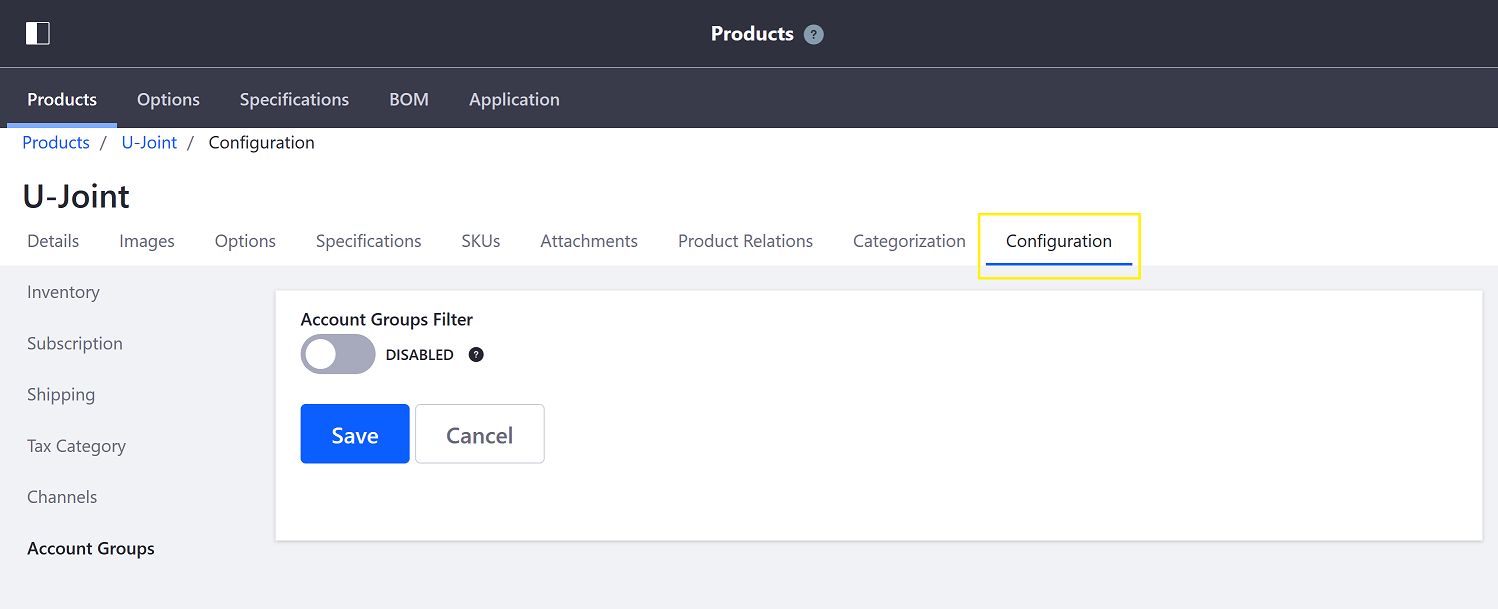 Products ?
Products Options Specifications BOM Application
Products / U-Joint / Configuration
U-Joint
Details Images Options Specifications SKUs Attachments Product Relations Categorization Configuration
Inventory
Subscription
Shipping
Tax Category
Channels
Account Groups
Account Groups Filter
DISABLED ?
Save Cancel